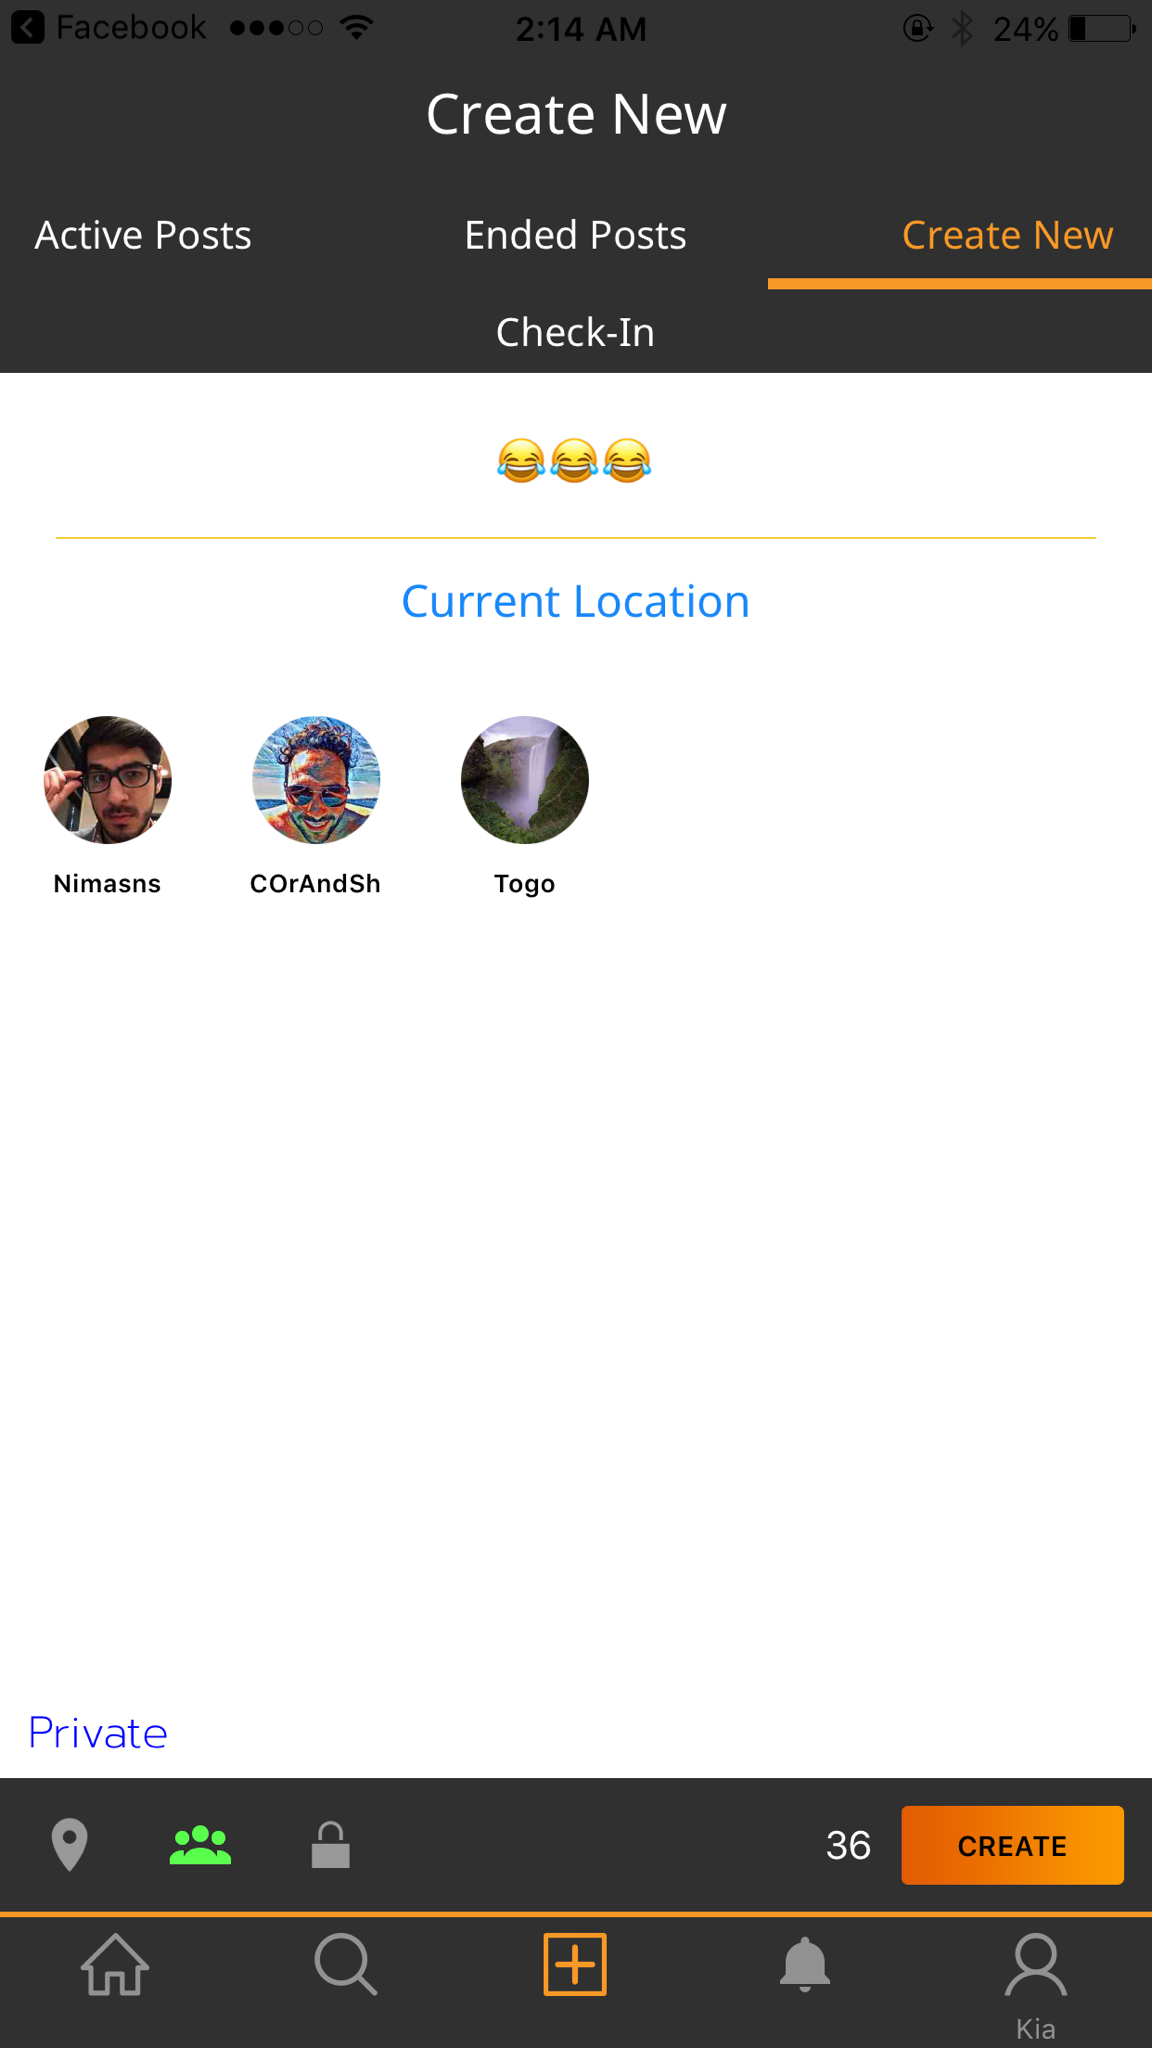 Facebook 2:14 AM 24%
Create New
Active Posts Ended Posts Create New
Check-In
😂😂😂
Current Location
Nimasns COrAndSh Togo
Private
36 CREATE
Kia